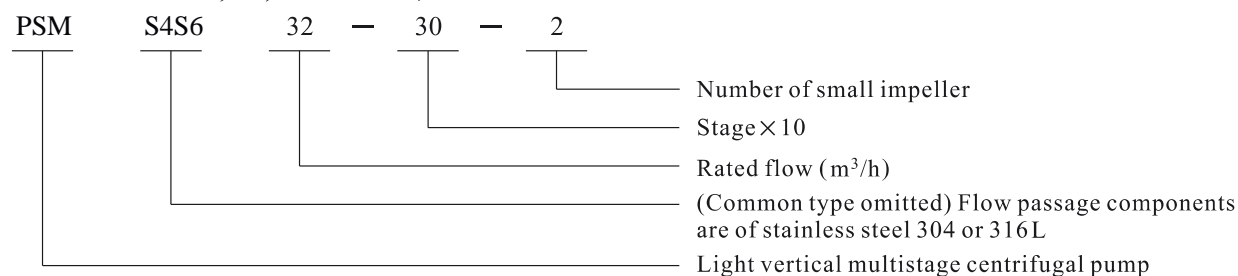 PSM S4S6 32 — 30 — 2
Number of small impeller
Stage×10
Rated flow (m³/h)
(Common type omitted) Flow passage components
are of stainless steel 304 or 316L
Light vertical multistage centrifugal pump